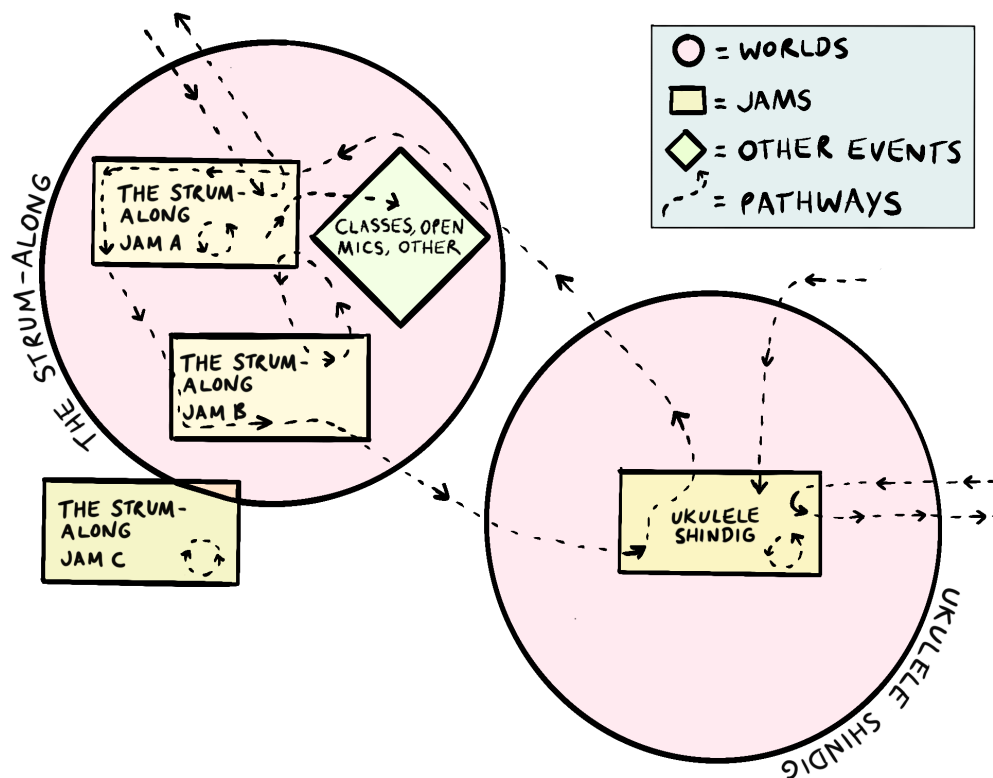 = WORLDS
= JAMS
= OTHER EVENTS
= PATHWAYS
THE STRUM-ALONG
THE STRUM-
ALONG
JAM A
CLASSES, OPEN
MICS, OTHER
THE STRUM-
ALONG
JAM B
THE STRUM-
ALONG
JAM C
UKULELE
SHINDIG
UKULELE SHINDIG